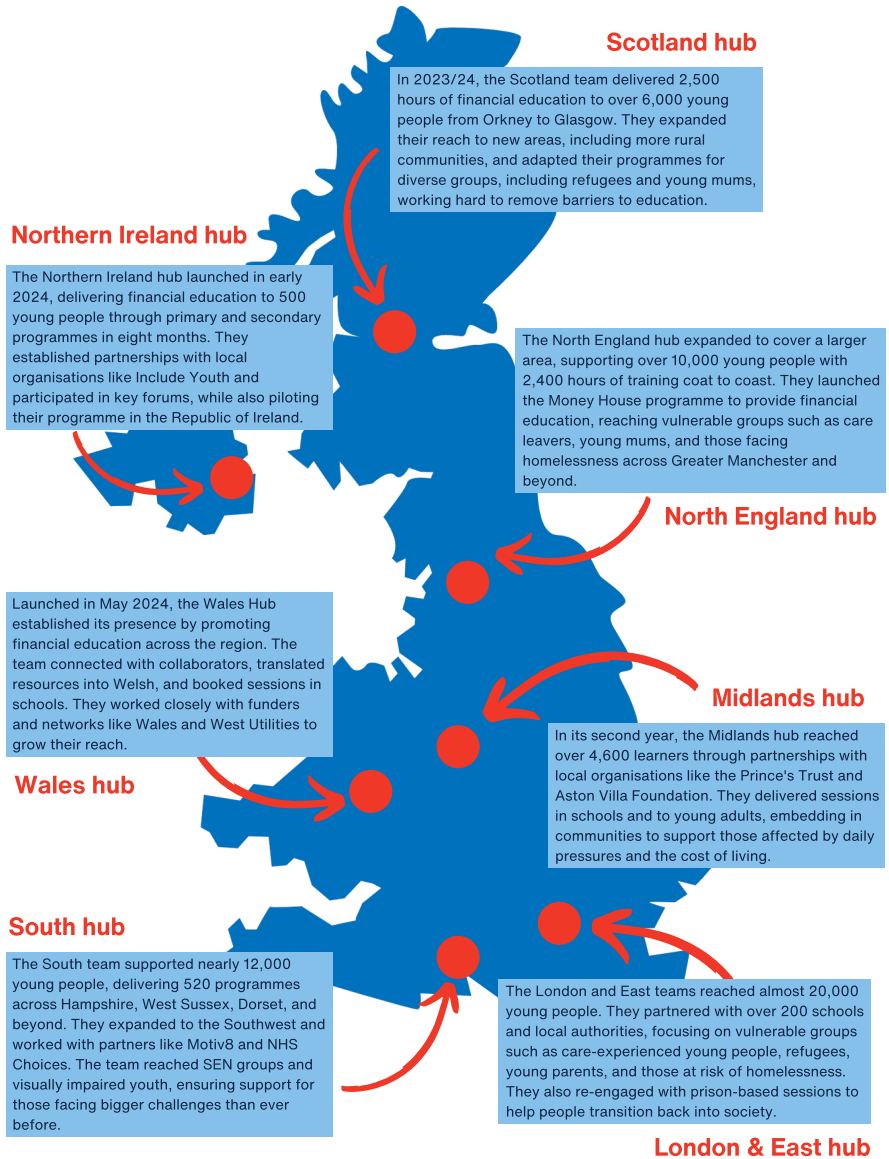 Scotland hub
In 2023/24, the Scotland team delivered 2,500
hours of financial education to over 6,000 young
people from Orkney to Glasgow. They expanded
their reach to new areas, including more rural
communities, and adapted their programmes for
diverse groups, including refugees and young mums,
working hard to remove barriers to education.
Northern Ireland hub
The Northern Ireland hub launched in early
2024, delivering financial education to 500
young people through primary and secondary
programmes in eight months. They
established partnerships with local
organisations like Include Youth and
participated in key forums, while also piloting
their programme in the Republic of Ireland.
The North England hub expanded to cover a larger
area, supporting over 10,000 young people with
2,400 hours of training coat to coast. They launched
the Money House programme to provide financial
education, reaching vulnerable groups such as care
leavers, young mums, and those facing
homelessness across Greater Manchester and
beyond.
North England hub
Launched in May 2024, the Wales Hub
established its presence by promoting
financial education across the region. The
team connected with collaborators, translated
resources into Welsh, and booked sessions in
schools. They worked closely with funders
and networks like Wales and West Utilities to
grow their reach.
Wales hub
Midlands hub
In its second year, the Midlands hub reached
over 4,600 learners through partnerships with
local organisations like the Prince's Trust and
Aston Villa Foundation. They delivered sessions
in schools and to young adults, embedding in
communities to support those affected by daily
pressures and the cost of living.
South hub
The South team supported nearly 12,000
young people, delivering 520 programmes
across Hampshire, West Sussex, Dorset, and
beyond. They expanded to the Southwest and
worked with partners like Motiv8 and NHS
Choices. The team reached SEN groups and
visually impaired youth, ensuring support for
those facing bigger challenges than ever
before.
The London and East teams reached almost 20,000
young people. They partnered with over 200 schools
and local authorities, focusing on vulnerable groups
such as care-experienced young people, refugees,
young parents, and those at risk of homelessness.
They also re-engaged with prison-based sessions to
help people transition back into society.
London & East hub